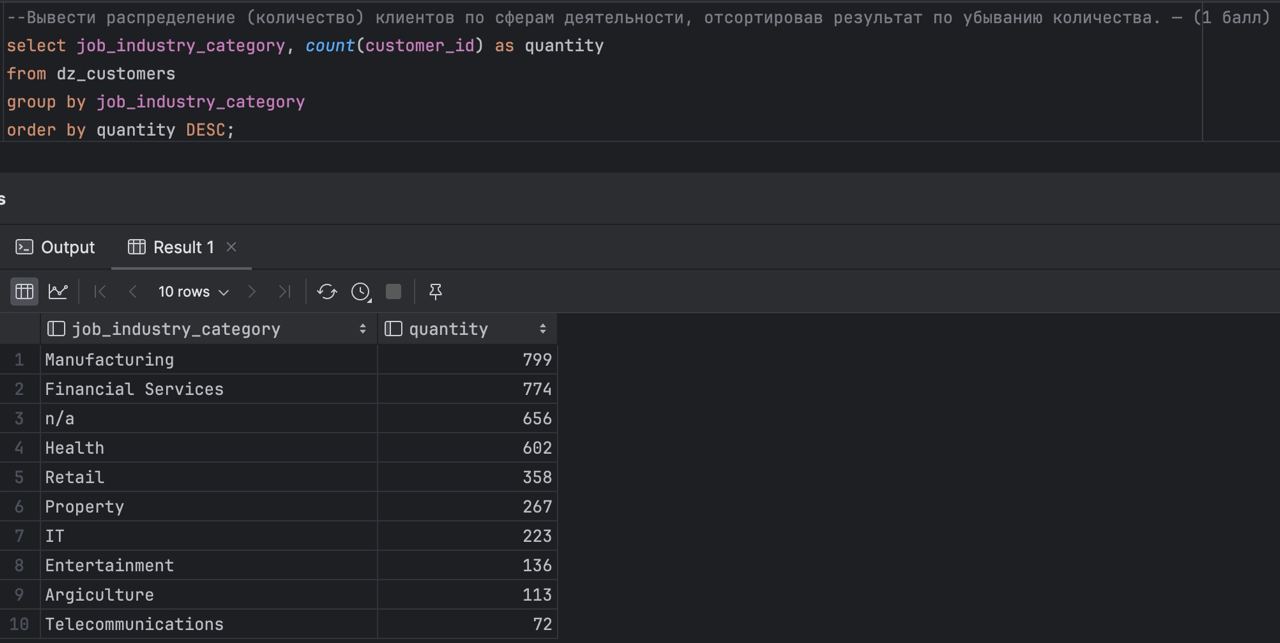 --Вывести распределение (количество) клиентов по сферам деятельности, отсортировав результат по убыванию количества. — (1 балл)
select job_industry_category, count(customer_id) as quantity
from dz_customers
group by job_industry_category
order by quantity DESC;
s
Output Result 1
10 rows
job_industry_category quantity
1 Manufacturing 799
2 Financial Services 774
3 n/a 656
4 Health 602
5 Retail 358
6 Property 267
7 IT 223
8 Entertainment 136
9 Argiculture 113
10 Telecommunications 72